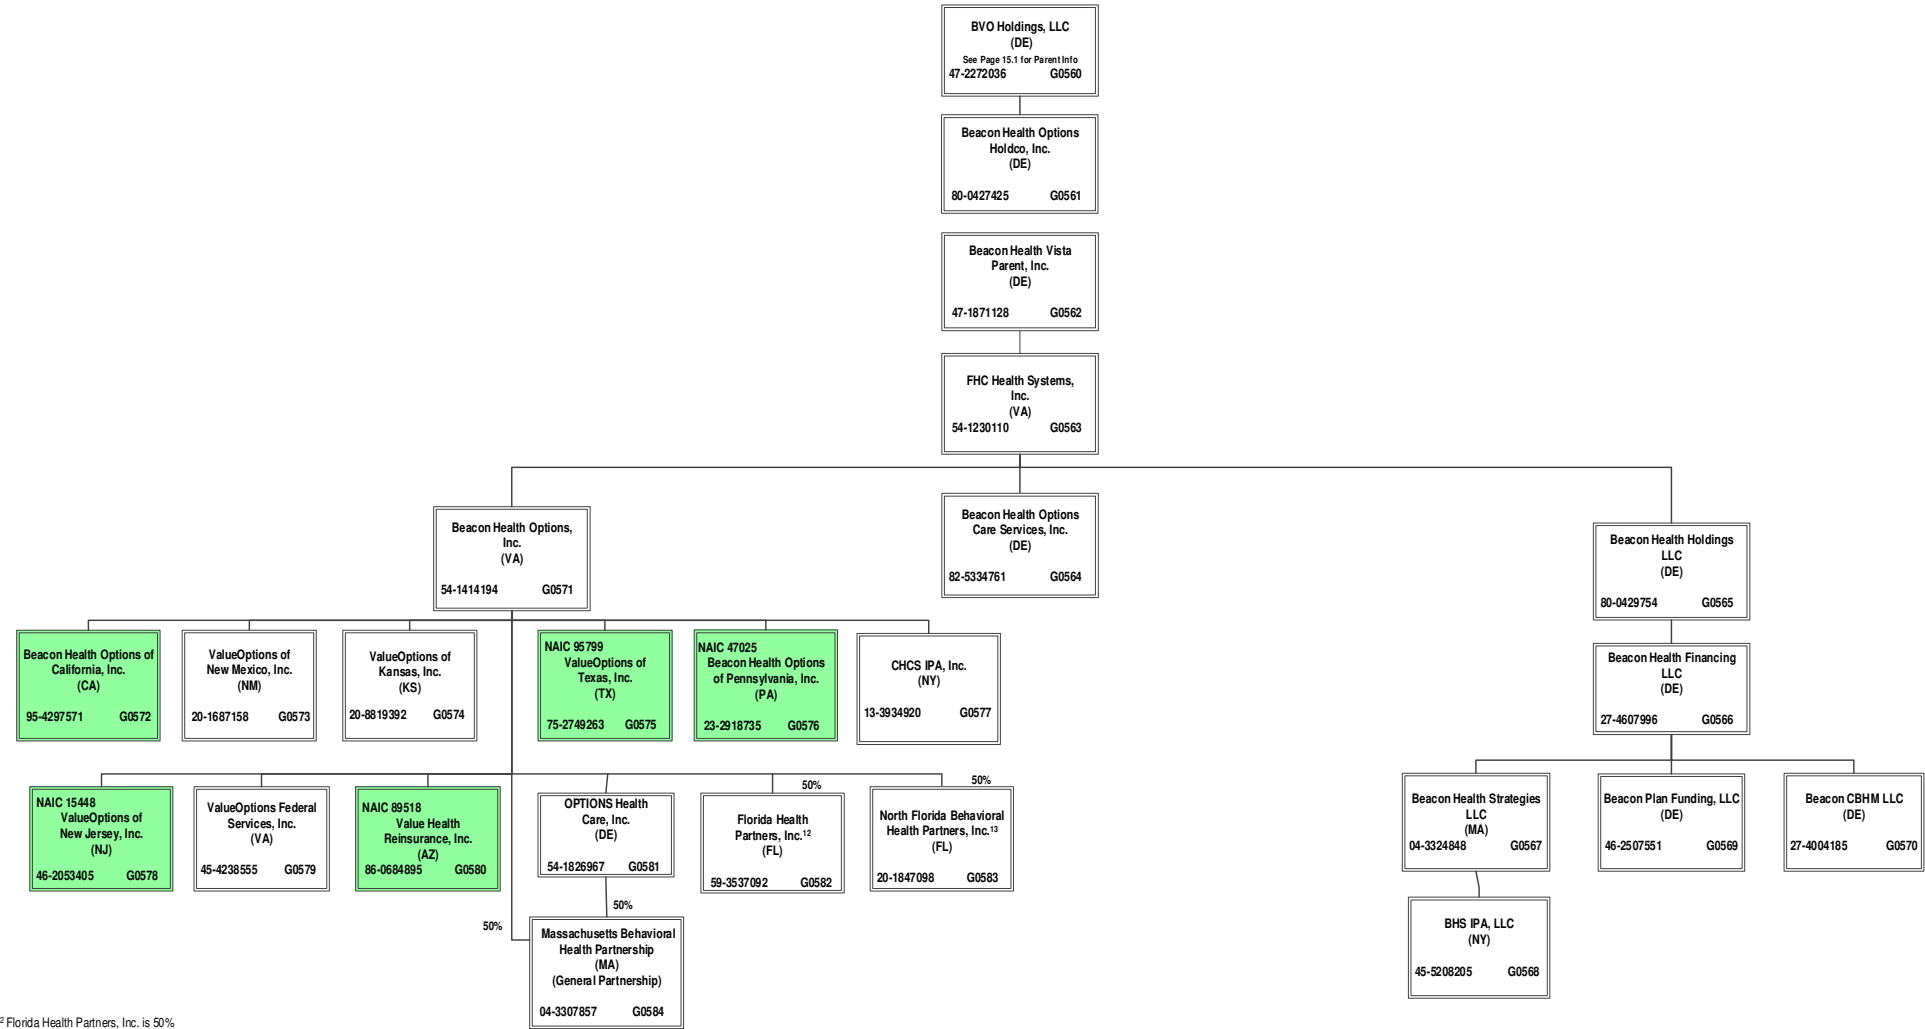 BVO Holdings, LLC
(DE)
See Page 15.1 for Parent Info
47-2272036 G0560
Beacon Health Options
Holdco, Inc.
(DE)
80-0427425 G0561
Beacon Health Vista
Parent, Inc.
(DE)
47-1871128 G0562
FHC Health Systems,
Inc.
(VA)
54-1230110 G0563
Beacon Health Options,
Inc.
(VA)
54-1414194 G0571
Beacon Health Options
Care Services, Inc.
(DE)
82-5334761 G0564
Beacon Health Holdings
LLC
(DE)
80-0429754 G0565
Beacon Health Options of
California, Inc.
(CA)
95-4297571 G0572
ValueOptions of
New Mexico, Inc.
(NM)
20-1687158 G0573
ValueOptions of
Kansas, Inc.
(KS)
20-8819392 G0574
NAIC 95799
ValueOptions of
Texas, Inc.
(TX)
75-2749263 G0575
NAIC 47025
Beacon Health Options
of Pennsylvania, Inc.
(PA)
23-2918735 G0576
CHCS IPA, Inc.
(NY)
13-3934920 G0577
Beacon Health Financing
LLC
(DE)
27-4607996 G0566
NAIC 15448
ValueOptions of
New Jersey, Inc.
(NJ)
46-2053405 G0578
ValueOptions Federal
Services, Inc.
(VA)
45-4238555 G0579
NAIC 89518
Value Health
Reinsurance, Inc.
(AZ)
86-0684895 G0580
OPTIONS Health
Care, Inc.
(DE)
54-1826967 G0581
50%
Florida Health
Partners, Inc.¹²
(FL)
59-3537092 G0582
50%
North Florida Behavioral
Health Partners, Inc.¹³
(FL)
20-1847098 G0583
Beacon Health Strategies
LLC
(MA)
04-3324848 G0567
Beacon Plan Funding, LLC
(DE)
46-2507551 G0569
Beacon CBHM LLC
(DE)
27-4004185 G0570
50%
50%
Massachusetts Behavioral
Health Partnership
(MA)
(General Partnership)
04-3307857 G0584
BHS IPA, LLC
(NY)
45-5208205 G0568
² Florida Health Partners, Inc. is 50%